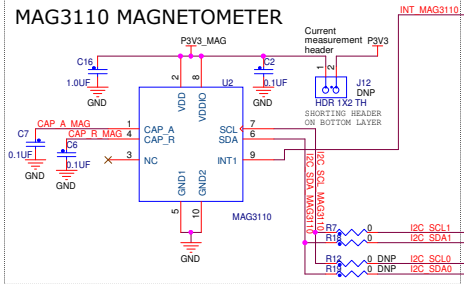 MAG3110 MAGNETOMETER
INT_MAG3110
P3V3_MAG
Current
measurement
header
P3V3
C16
1.0UF
GND
C2
0.1UF
GND
1
2
J12
DNP
HDR 1X2 TH
SHORTING HEADER
ON BOTTOM LAYER
2
8
U2
VDD
VDDIO
CAP_A_MAG
1
CAP_A
SCL
7
C7
CAP_R_MAG
4
CAP_R
SDA
6
0.1UF
C6
0.1UF
3
NC
INT1
9
GND
GND
GND1
GND2
5
10
MAG3110
GND
I2C_SCL_MAG3110
I2C_SDA_MAG3110
R7
0
I2C_SCL1
0
I2C_SDA1
R12
0 DNP
I2C_SCL0
0 DNP
I2C_SDA0